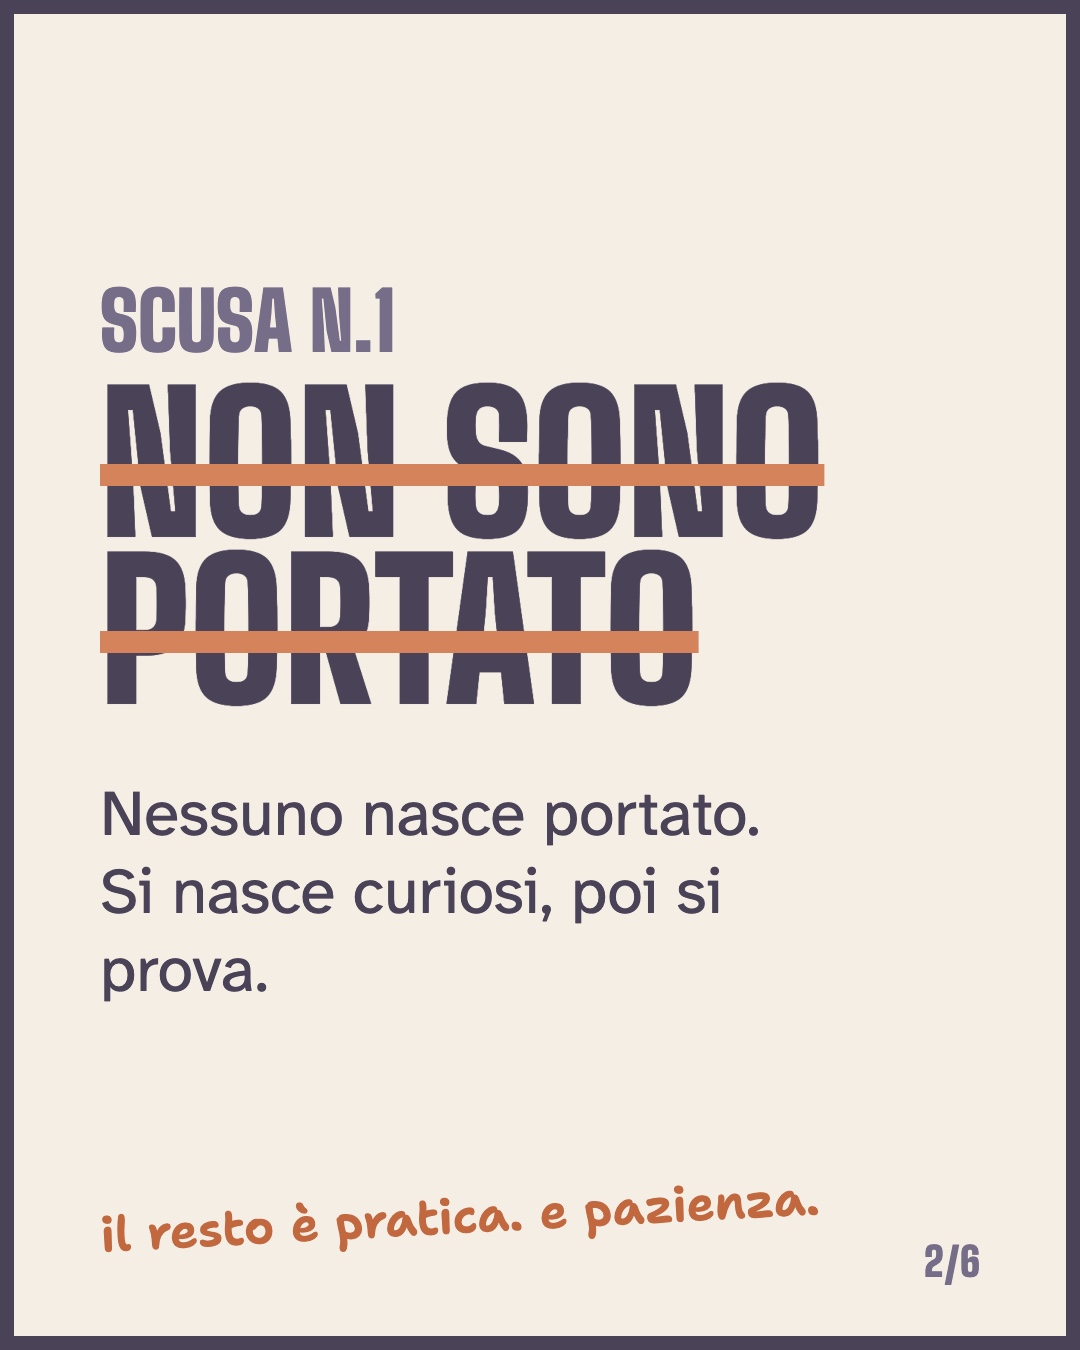 SCUSA N.1
NON SONO
PORTATO
Nessuno nasce portato.
Si nasce curiosi, poi si
prova.
il resto è pratica. e pazienza.
2/6